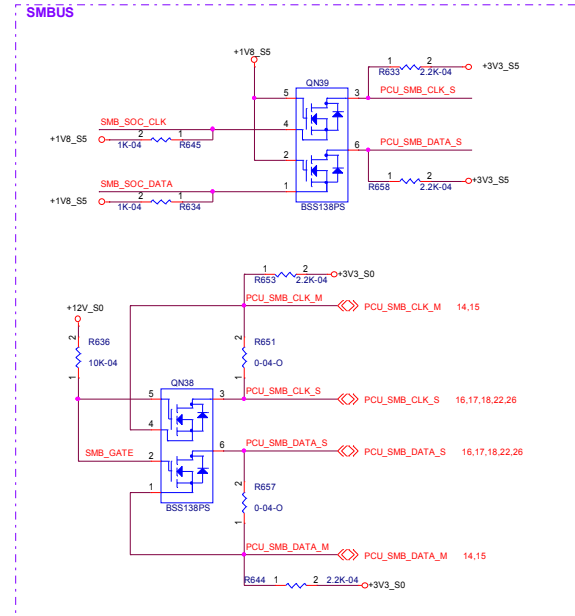 SMBUS
+1V8_S5
1 2 +3V3_S5
R633 2.2K-04
QN39
5 3 PCU_SMB_CLK_S
SMB_SOC_CLK 4
+1V8_S5 2 1
1K-04 R645
6 PCU_SMB_DATA_S
2
SMB_SOC_DATA 1
1 2 +3V3_S5
R658 2.2K-04
+1V8_S5 2 1
1K-04 R634
BSS138PS
1 2 +3V3_S0
R653 2.2K-04
+12V_S0
PCU_SMB_CLK_M PCU_SMB_CLK_M 14,15
2 R636 2 R651
10K-04 0-04-O
1 1
QN38
5 3 PCU_SMB_CLK_S PCU_SMB_CLK_S 16,17,18,22,26
4
6 PCU_SMB_DATA_S PCU_SMB_DATA_S 16,17,18,22,26
SMB_GATE 2
1 2 R657
0-04-O
BSS138PS
1
PCU_SMB_DATA_M PCU_SMB_DATA_M 14,15
R644 1 2 2.2K-04 +3V3_S0